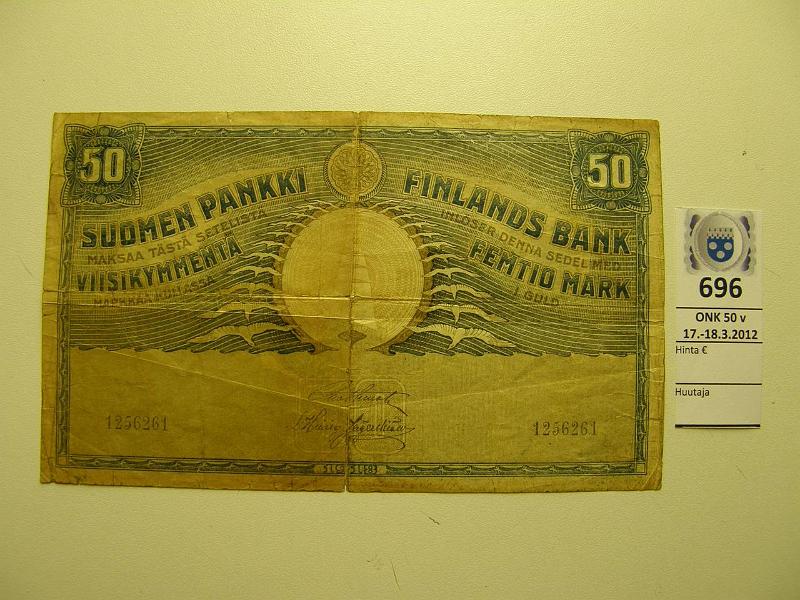 50
50
SUOMEN PANKKI
FINLANDS BANK
MAKSAA TÄSTÄ SETELISTÄ
INLÖSER DENNA SEDEL MED
VIISIKYMMENTÄ
FEMTIO MARK
MARKKAA KULLASSA
I GULD
1256261
1256261
696
ONK 50 v
17.-18.3.2012
Hinta €
Huutaja